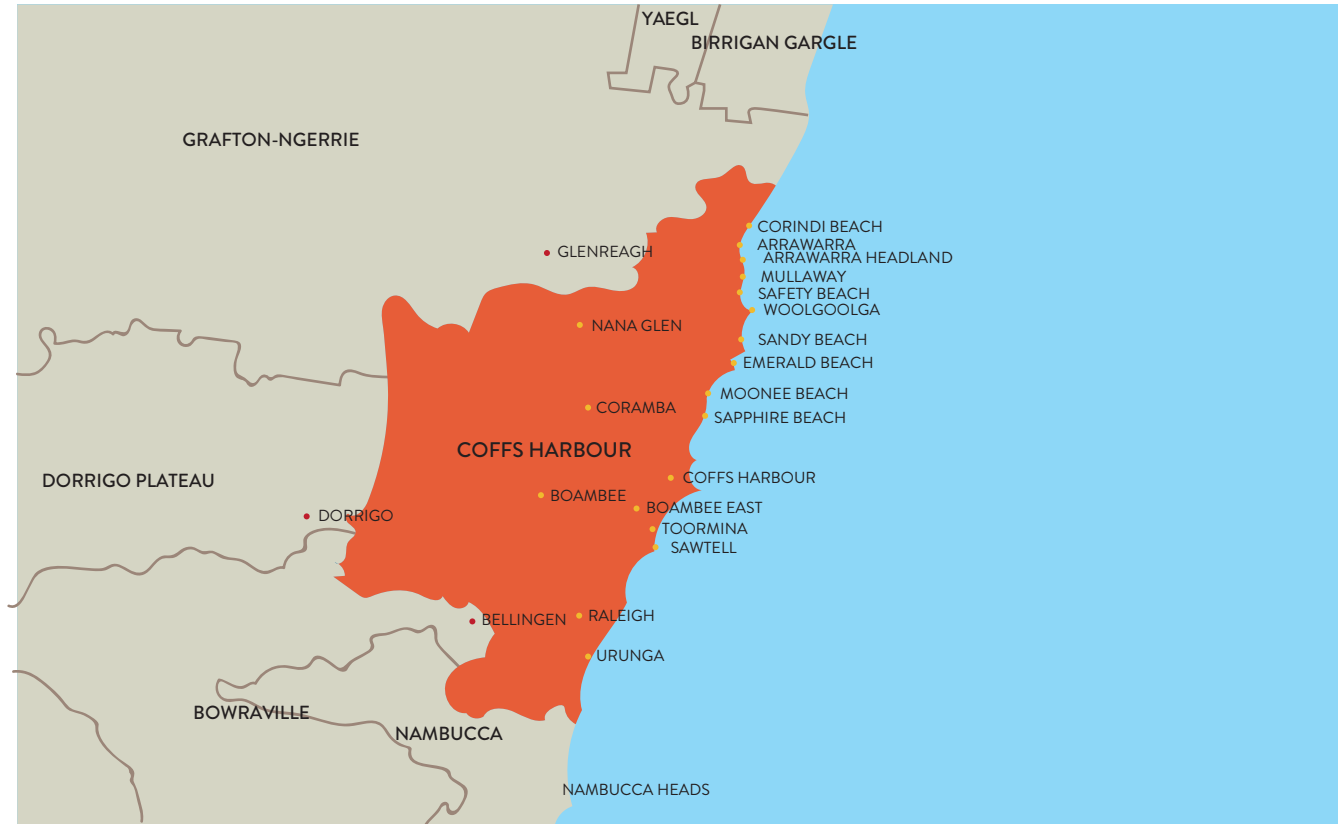 YAEGL
BIRRIGAN GARGLE
GRAFTON-NGERRIE
CORINDI BEACH
ARRAWARRA
GLENREAGH
ARRAWARRA HEADLAND
MULLAWAY
SAFETY BEACH
WOOLGOOLGA
NANA GLEN
SANDY BEACH
EMERALD BEACH
MOONEE BEACH
CORAMBA
SAPPHIRE BEACH
COFFS HARBOUR
DORRIGO PLATEAU
COFFS HARBOUR
BOAMBEE
BOAMBEE EAST
DORRIGO
TOORMINA
SAWTELL
BELLINGEN
RALEIGH
URUNGA
BOWRAVILLE
NAMBUCCA
NAMBUCCA HEADS